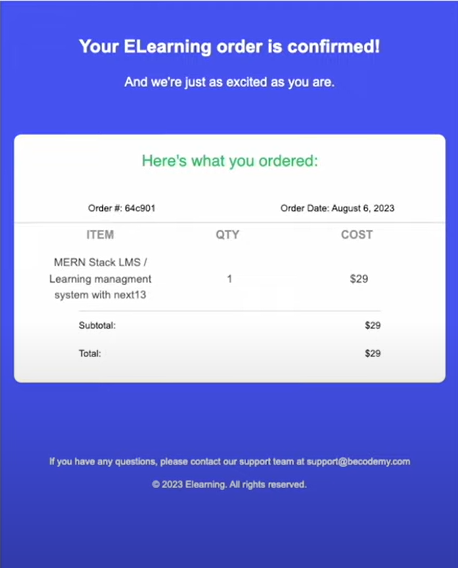 Your ELearning order is confirmed!
And we're just as excited as you are.
Here's what you ordered:
Order #: 64c901 Order Date: August 6, 2023
ITEM QTY COST
MERN Stack LMS /
Learning managment 1 $29
system with next13
Subtotal: $29
Total: $29
If you have any questions, please contact our support team at support@becodemy.com
© 2023 Elearning. All rights reserved.